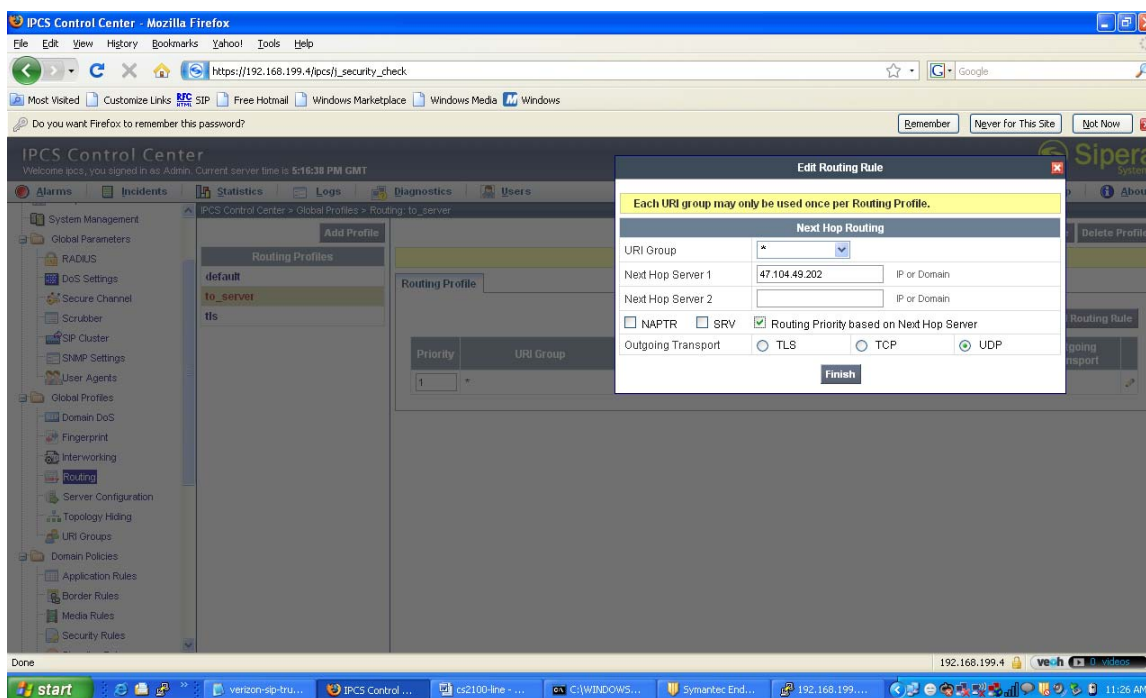 IPCS Control Center - Mozilla Firefox
File Edit View History Bookmarks Yahoo! Tools Help
https://192.168.199.4/ipcs/j_security_check
Google
Most Visited Customize Links RFC HTML SIP Free Hotmail Windows Marketplace Windows Media Windows
Do you want Firefox to remember this password? Remember Never for This Site Not Now
IPCS Control Center
Welcome ipcs, you signed in as Admin. Current server time is 5:16:38 PM GMT
Sipera
System
Alarms Incidents Statistics Logs Diagnostics Users Abou
IPCS Control Center > Global Profiles > Routing: to_server
System Management
Global Parameters
RADIUS
DoS Settings
Secure Channel
Scrubber
SIP Cluster
SNMP Settings
User Agents
Global Profiles
Domain DoS
Fingerprint
Interworking
Routing
Server Configuration
Topology Hiding
URI Groups
Domain Policies
Application Rules
Border Rules
Media Rules
Security Rules
Add Profile
Routing Profiles
default
to_server
tls
Delete Profile
Routing Profile
Routing Rule
Priority URI Group
1 *
Edit Routing Rule
Each URI group may only be used once per Routing Profile.
Next Hop Routing
URI Group *
Next Hop Server 1 47.104.49.202 IP or Domain
Next Hop Server 2 IP or Domain
NAPTR SRV Routing Priority based on Next Hop Server
Outgoing Transport TLS TCP UDP
Finish
Done 192.168.199.4 veoh 0 videos
start verizon-sip-tru... IPCS Control ... cs2100-line - ... C:\WINDOWS... Symantec End... 192.168.199.... 11:26 AM